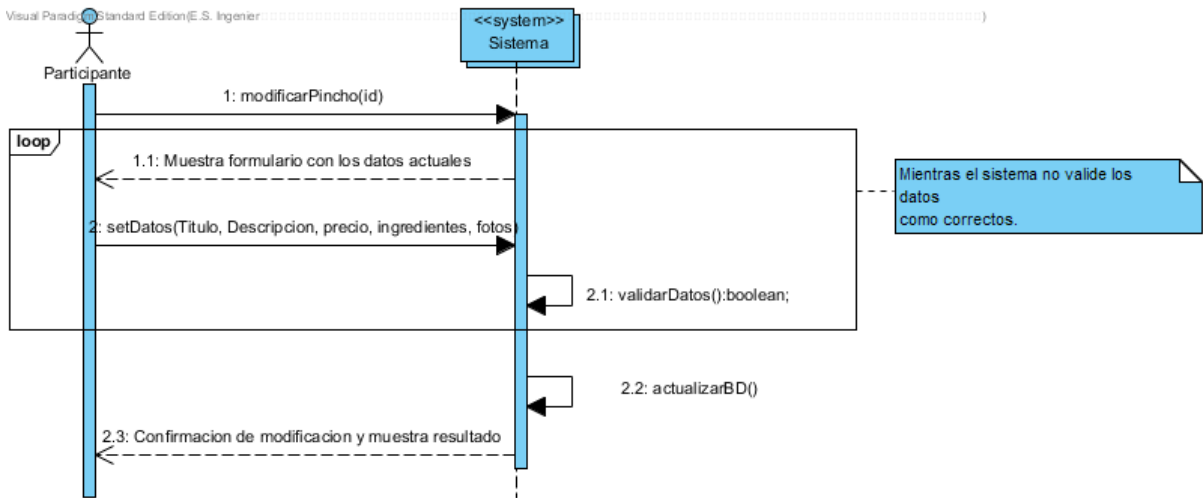 Visual Paradigm Standard Edition(E.S. Ingenier )
<<system>>
Sistema
Participante
1: modificarPincho(id)
loop
1.1: Muestra formulario con los datos actuales
Mientras el sistema no valide los
datos
como correctos.
2: setDatos(Titulo, Descripcion, precio, ingredientes, fotos)
2.1: validarDatos():boolean;
2.2: actualizarBD()
2.3: Confirmacion de modificacion y muestra resultado